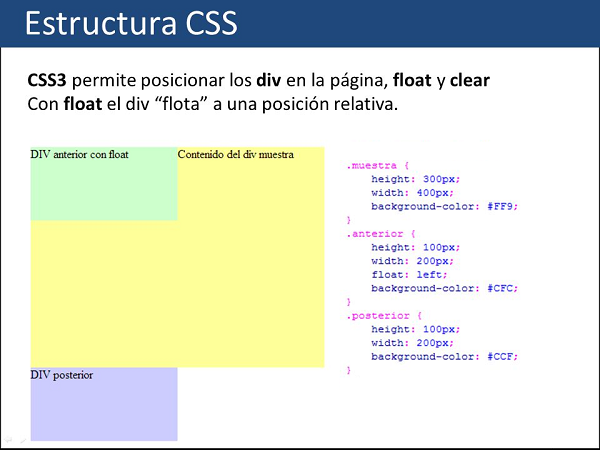 Estructura CSS
CSS3 permite posicionar los div en la página, float y clear
Con float el div “flota” a una posición relativa.
DIV anterior con float
Contenido del div muestra
DIV posterior
.muestra {
    height: 300px;
    width: 400px;
    background-color: #FF9;
}
.anterior {
    height: 100px;
    width: 200px;
    float: left;
    background-color: #CFC;
}
.posterior {
    height: 100px;
    width: 200px;
    background-color: #CCF;
}